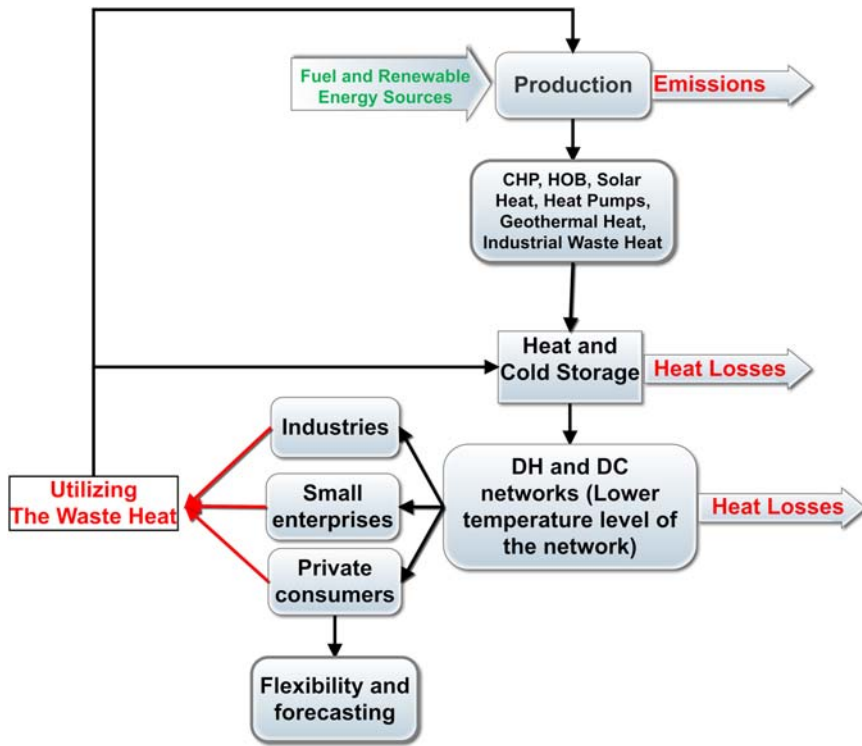 Fuel and Renewable
Energy Sources
Production
Emissions
CHP, HOB, Solar
Heat, Heat Pumps,
Geothermal Heat,
Industrial Waste Heat
Heat and
Cold Storage
Heat Losses
Industries
Small
enterprises
Private
consumers
DH and DC
networks (Lower
temperature level of
the network)
Heat Losses
Utilizing
The Waste Heat
Flexibility and
forecasting